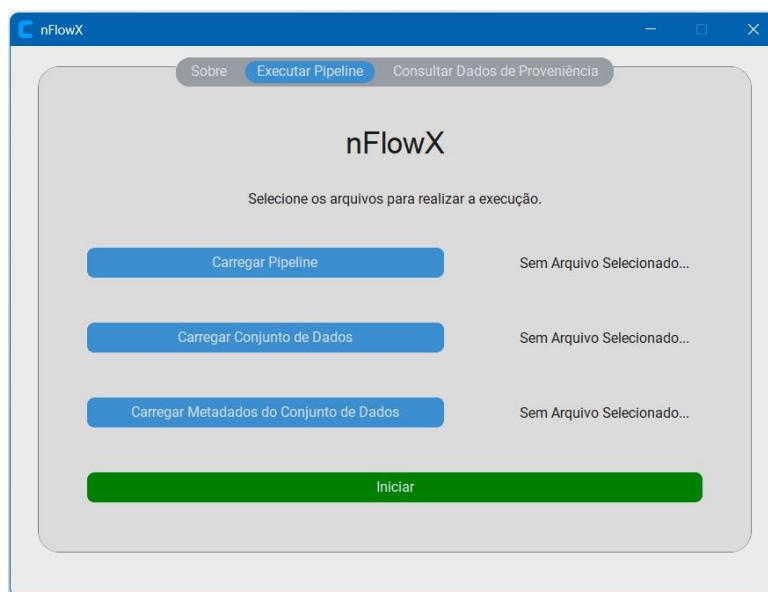 nFlowX
Sobre Executar Pipeline Consultar Dados de Proveniência
nFlowX
Selecione os arquivos para realizar a execução.
Carregar Pipeline Sem Arquivo Selecionado...
Carregar Conjunto de Dados Sem Arquivo Selecionado...
Carregar Metadados do Conjunto de Dados Sem Arquivo Selecionado...
Iniciar